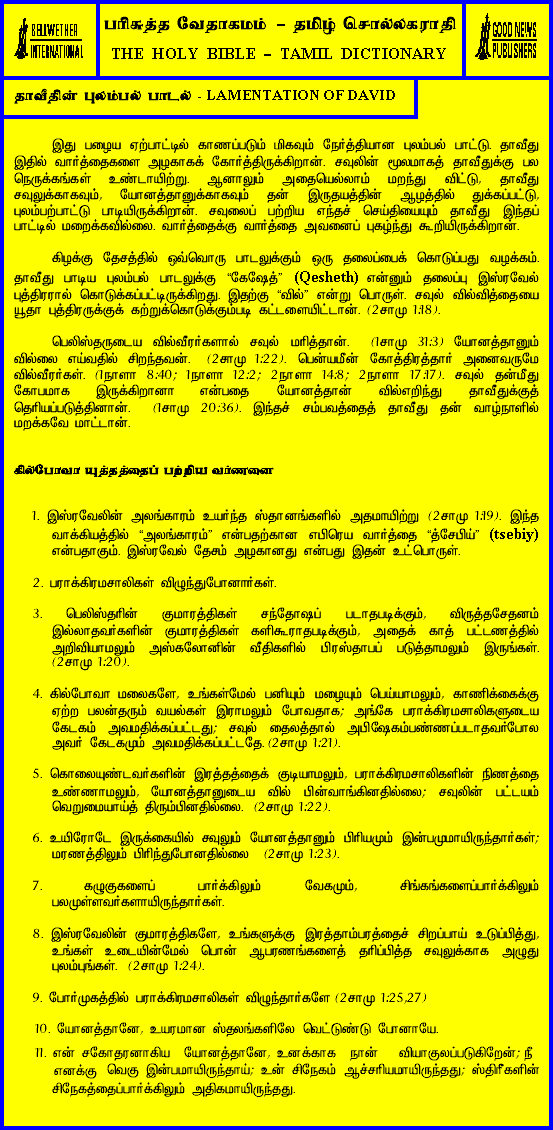 BELLWETHER
INTERNATIONAL
பரிசுத்த வேதாகமம் – தமிழ் சொல்லகராதி
THE HOLY BIBLE – TAMIL DICTIONARY
GOOD NEWS
PUBLISHERS
தாவீதின் புலம்பல் பாடல் - LAMENTATION OF DAVID
இது பழைய ஏற்பாட்டில் காணப்படும் மிகவும் நேர்த்தியான புலம்பல் பாட்டு. தாவீது
இதில் வார்த்தைகளை அழகாகக் கோர்த்திருக்கிறான். சவுலின் மூலமாகத் தாவீதுக்கு பல
நெருக்கங்கள் உண்டாயிற்று. ஆனாலும் அதையெல்லாம் மறந்து விட்டு, தாவீது
சவுலுக்காகவும், யோனத்தானுக்காகவும் தன் இருதயத்தின் ஆழத்தில் துக்கப்பட்டு,
புலம்பற்பாட்டு பாடியிருக்கிறான். சவுலைப் பற்றிய எந்தச் செய்தியையும் தாவீது இந்தப்
பாட்டில் மறைக்கவில்லை. வார்த்தைக்கு வார்த்தை அவனைப் புகழ்ந்து கூறியிருக்கிறான்.
கிழக்கு தேசத்தில் ஒவ்வொரு பாடலுக்கும் ஒரு தலைப்பைக் கொடுப்பது வழக்கம்.
தாவீது பாடிய புலம்பல் பாடலுக்கு “கேஷேத்” (Qesheth) என்னும் தலைப்பு இஸ்ரவேல்
புத்திரரால் கொடுக்கப்பட்டிருக்கிறது. இதற்கு “வில்” என்று பொருள். சவுல் வில்வித்தையை
யூதா புத்திரருக்குக் கற்றுக்கொடுக்கும்படி கட்டளையிட்டான். (2சாமு 1:18).
பெலிஸ்தருடைய வில்வீரர்களால் சவுல் மரித்தான். (1சாமு 31:3) யோனத்தானும்
வில்லை எய்வதில் சிறந்தவன். (2சாமு 1:22). பென்யமீன் கோத்திரத்தார் அனைவருமே
வில்வீரர்கள். (1நாளா 8:40; 1நாளா 12:2; 2நாளா 14:8; 2நாளா 17:17). சவுல் தன்மீது
கோபமாக இருக்கிறானா என்பதை யோனத்தான் வில்எறிந்து தாவீதுக்குத்
தெரியப்படுத்தினான். (1சாமு 20:36). இந்தச் சம்பவத்தைத் தாவீது தன் வாழ்நாளில்
மறக்கவே மாட்டான்.
கில்போவா யுத்தத்தைப் பற்றிய வர்ணனை
1. இஸ்ரவேலின் அலங்காரம் உயர்ந்த ஸ்தானங்களில் அதமாயிற்று (2சாமு 1:19). இந்த
வாக்கியத்தில் “அலங்காரம்” என்பதற்கான எபிரெய வார்த்தை “த்சேபிய்” (tsebiy)
என்பதாகும். இஸ்ரவேல் தேசம் அழகானது என்பது இதன் உட்பொருள்.
2. பராக்கிரமசாலிகள் விழுந்துபோனார்கள்.
3. பெலிஸ்தரின் குமாரத்திகள் சந்தோஷப் படாதபடிக்கும், விருத்தசேதனம்
இல்லாதவர்களின் குமாரத்திகள் களிகூராதபடிக்கும், அதைக் காத் பட்டணத்தில்
அறிவியாமலும் அஸ்கலோனின் வீதிகளில் பிரஸ்தாபப் படுத்தாமலும் இருங்கள்.
(2சாமு 1:20).
4. கில்போவா மலைகளே, உங்கள்மேல் பனியும் மழையும் பெய்யாமலும், காணிக்கைக்கு
ஏற்ற பலன்தரும் வயல்கள் இராமலும் போவதாக; அங்கே பராக்கிரமசாலிகளுடைய
கேடகம் அவமதிக்கப்பட்டது; சவுல் தைலத்தால் அபிஷேகம்பண்ணப்படாதவர்போல
அவர் கேடகமும் அவமதிக்கப்பட்டதே. (2சாமு 1:21).
5. கொலையுண்டவர்களின் இரத்தத்தைக் குடியாமலும், பராக்கிரமசாலிகளின் நிணத்தை
உண்ணாமலும், யோனத்தானுடைய வில் பின்வாங்கினதில்லை; சவுலின் பட்டயம்
வெறுமையாய்த் திரும்பினதில்லை. (2சாமு 1:22).
6. உயிரோடே இருக்கையில் சவுலும் யோனத்தானும் பிரியமும் இன்பமுமாயிருந்தார்கள்;
மரணத்திலும் பிரிந்துபோனதில்லை (2சாமு 1:23).
7. கழுகுகளைப் பார்க்கிலும் வேகமும், சிங்கங்களைப்பார்க்கிலும்
பலமுள்ளவர்களாயிருந்தார்கள்.
8. இஸ்ரவேலின் குமாரத்திகளே, உங்களுக்கு இரத்தாம்பரத்தைச் சிறப்பாய் உடுப்பித்து,
உங்கள் உடையின்மேல் பொன் ஆபரணங்களைத் தரிப்பித்த சவுலுக்காக அழுது
புலம்புங்கள். (2சாமு 1:24).
9. போர்முகத்தில் பராக்கிரமசாலிகள் விழுந்தார்களே (2சாமு 1:25,27)
10. யோனத்தானே, உயரமான ஸ்தலங்களிலே வெட்டுண்டு போனாயே.
11. என் சகோதரனாகிய யோனத்தானே, உனக்காக நான் வியாகுலப்படுகிறேன்; நீ
எனக்கு வெகு இன்பமாயிருந்தாய்; உன் சிநேகம் ஆச்சரியமாயிருந்தது; ஸ்திரீகளின்
சிநேகத்தைப்பார்க்கிலும் அதிகமாயிருந்தது.